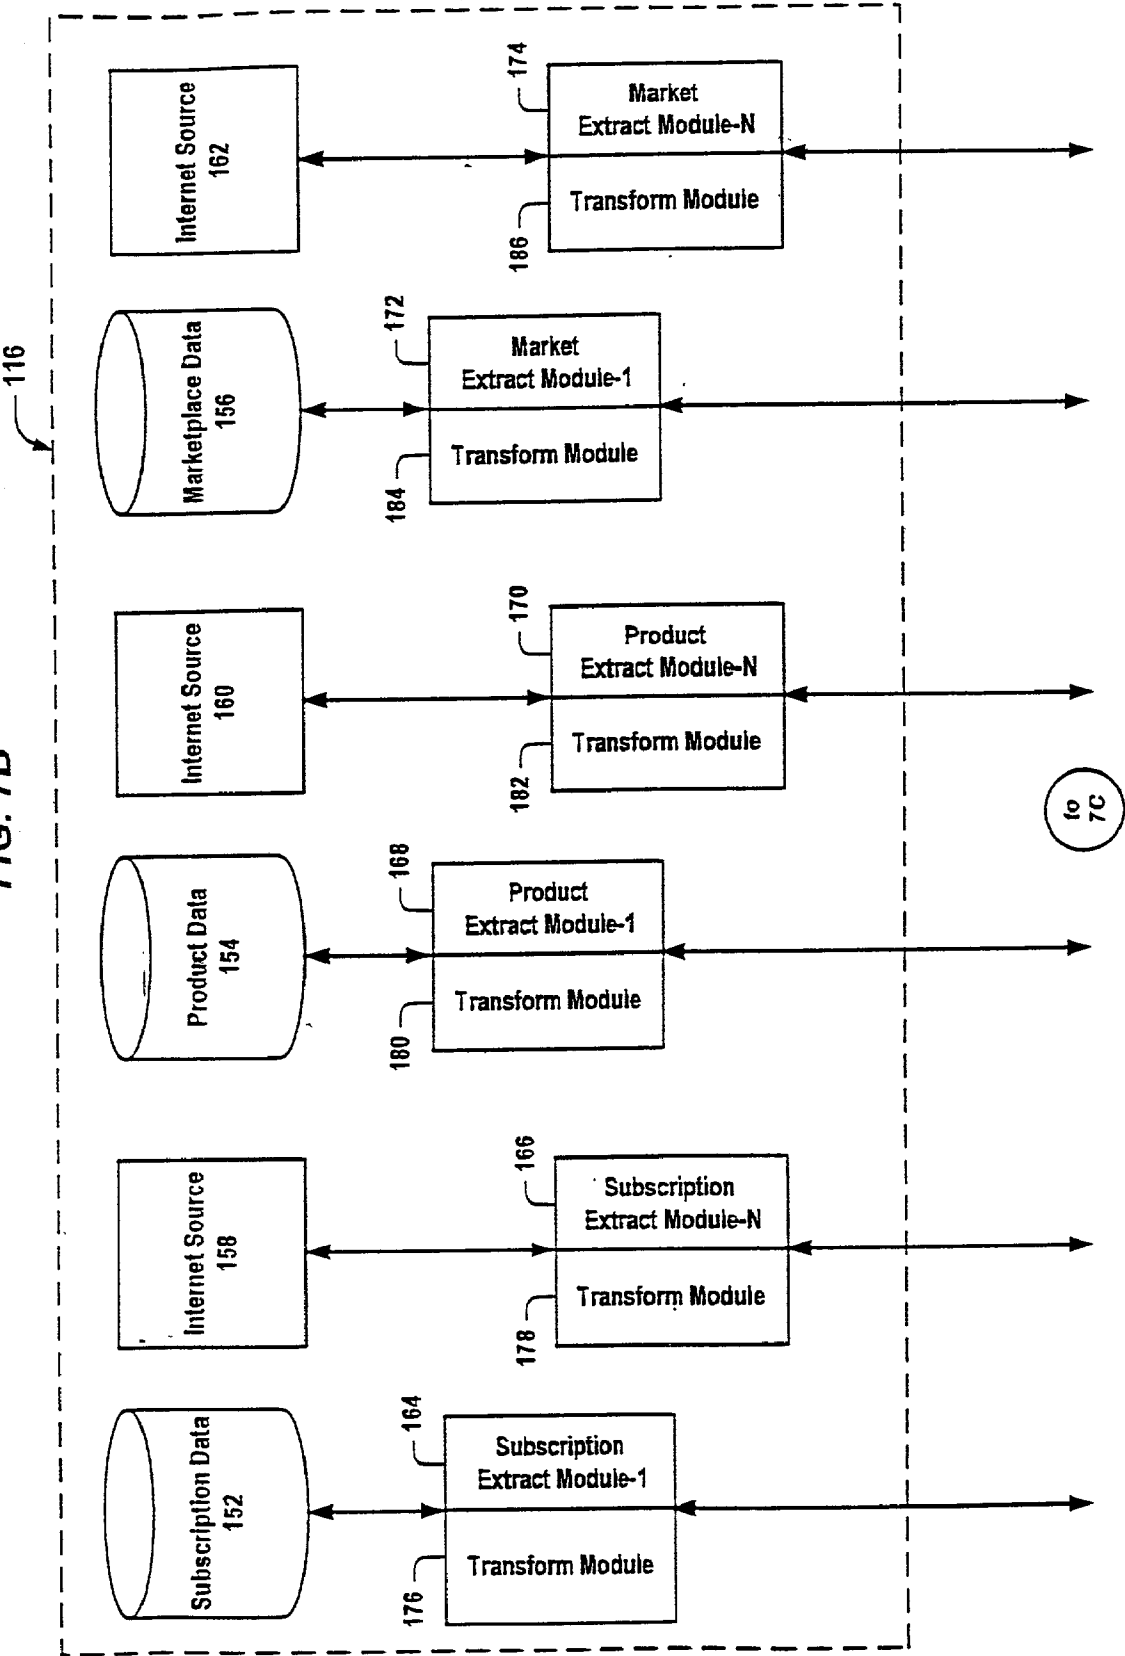 FIG. 7B
116
Subscription Data
152
Internet Source
158
Product Data
154
Internet Source
160
Marketplace Data
156
Internet Source
162
176
164
Transform Module
Subscription
Extract Module-1
178
166
Transform Module
Subscription
Extract Module-N
180
168
Transform Module
Product
Extract Module-1
182
170
Transform Module
Product
Extract Module-N
184
172
Transform Module
Market
Extract Module-1
186
174
Transform Module
Market
Extract Module-N
to
7C